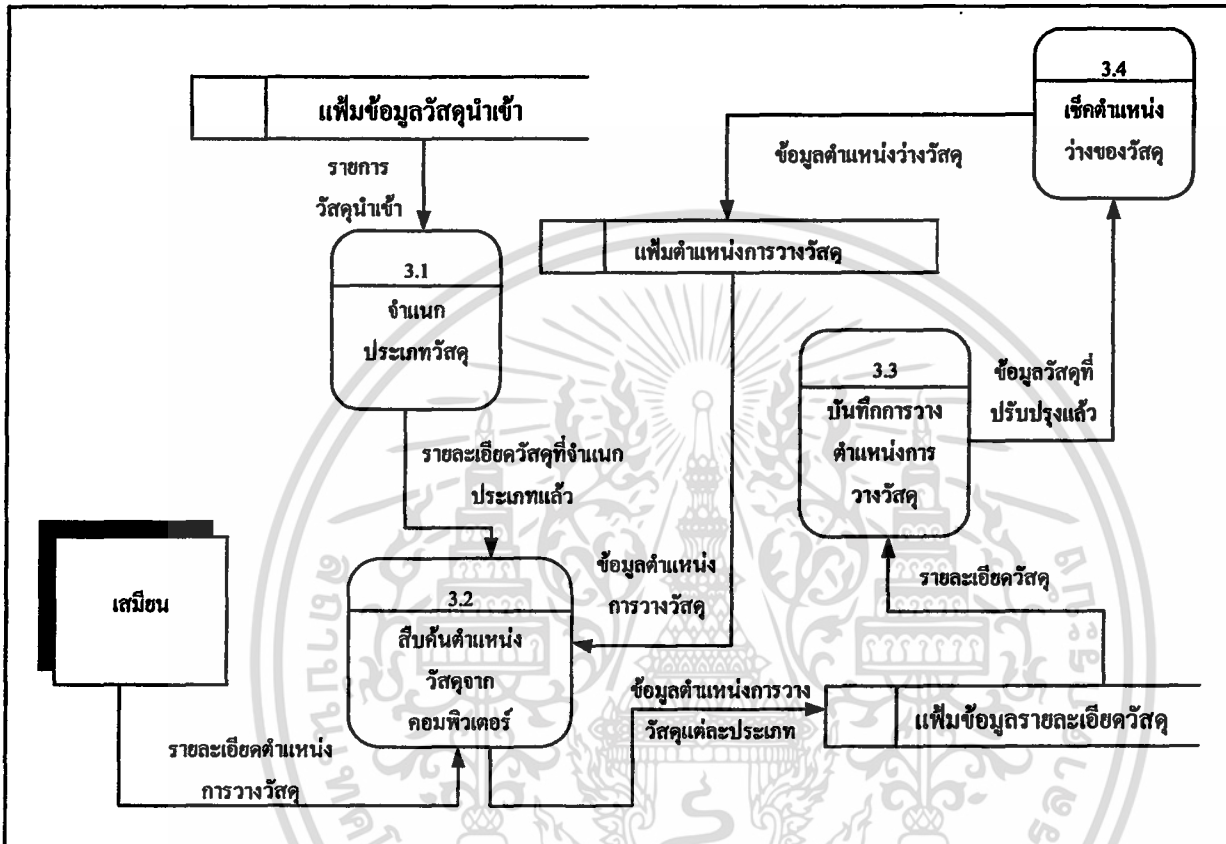 แฟ้มข้อมูลวัสดุนำเข้า
รายการ
วัสดุนำเข้า
3.1
จำแนก
ประเภทวัสดุ
รายละเอียดวัสดุที่จำแนก
ประเภทแล้ว
3.4
เช็คตำแหน่ง
ว่างของวัสดุ
ข้อมูลตำแหน่งว่างวัสดุ
แฟ้มตำแหน่งการวางวัสดุ
3.3
บันทึกการวาง
ตำแหน่งการ
วางวัสดุ
ข้อมูลวัสดุที่
ปรับปรุงแล้ว
เสมียน
3.2
สืบค้นตำแหน่ง
วัสดุจาก
คอมพิวเตอร์
ข้อมูลตำแหน่ง
การวางวัสดุ
รายละเอียดวัสดุ
ข้อมูลตำแหน่งการวาง
วัสดุแต่ละประเภท
แฟ้มข้อมูลรายละเอียดวัสดุ
รายละเอียดตำแหน่ง
การวางวัสดุ